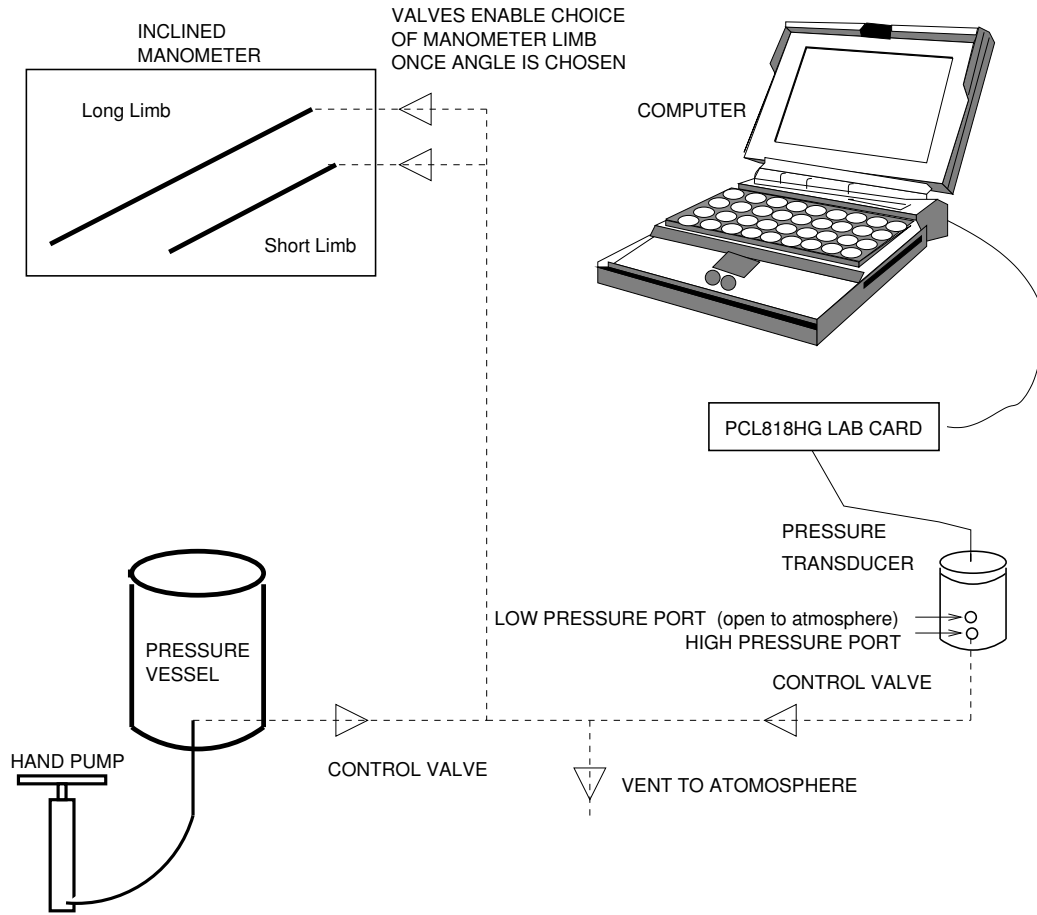 INCLINED
MANOMETER
VALVES ENABLE CHOICE
OF MANOMETER LIMB
ONCE ANGLE IS CHOSEN
Long Limb
Short Limb
COMPUTER
PCL818HG LAB CARD
PRESSURE
TRANSDUCER
LOW PRESSURE PORT (open to atmosphere)
HIGH PRESSURE PORT
PRESSURE
VESSEL
CONTROL VALVE
HAND PUMP
CONTROL VALVE
VENT TO ATOMOSPHERE